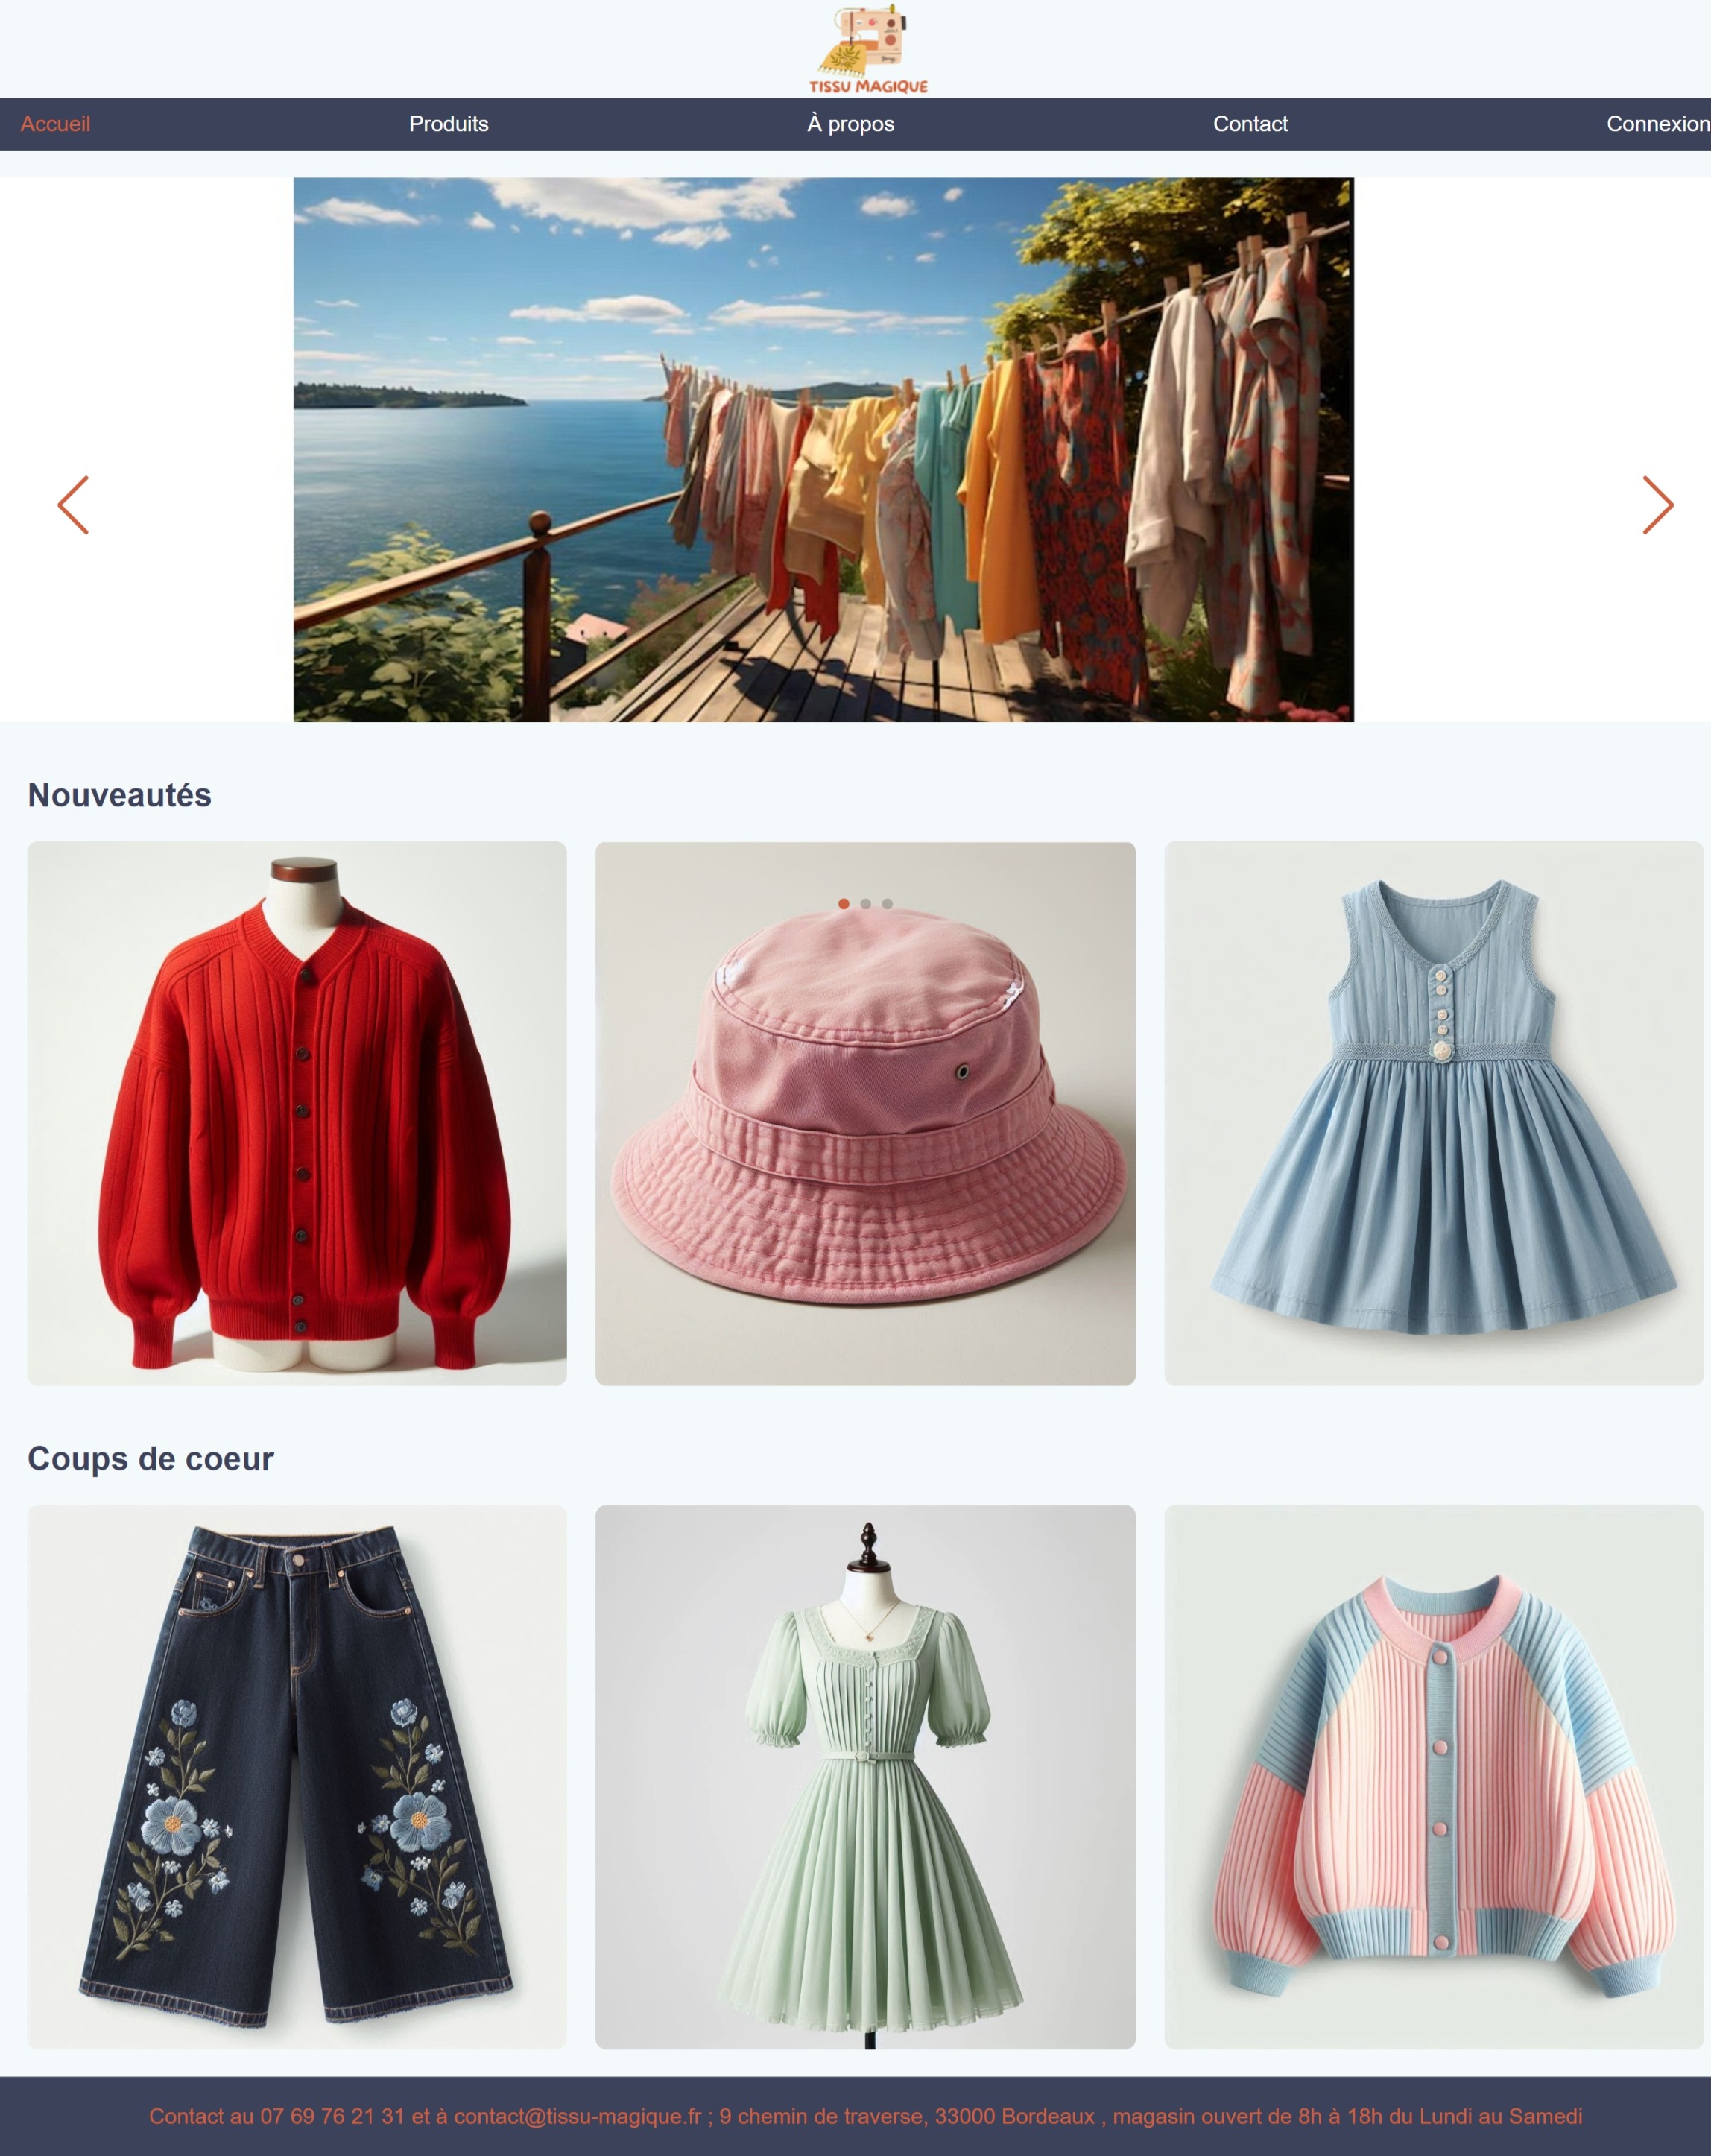 TISSU MAGIQUE
Accueil
Produits
À propos
Contact
Connexion
Nouveautés
Coups de coeur
Contact au 07 69 76 21 31 et à contact@tissu-magique.fr ; 9 chemin de traverse, 33000 Bordeaux , magasin ouvert de 8h à 18h du Lundi au Samedi